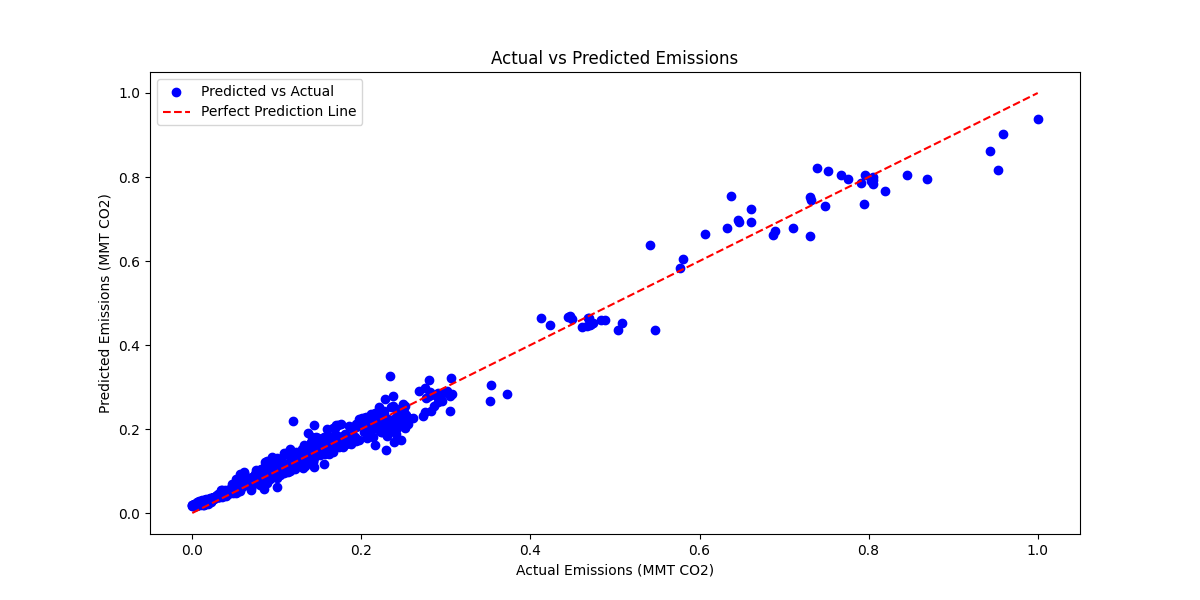 Actual vs Predicted Emissions
Predicted vs Actual
Perfect Prediction Line
Predicted Emissions (MMT CO2)
1.0
0.8
0.6
0.4
0.2
0.0
0.0 0.2 0.4 0.6 0.8 1.0
Actual Emissions (MMT CO2)